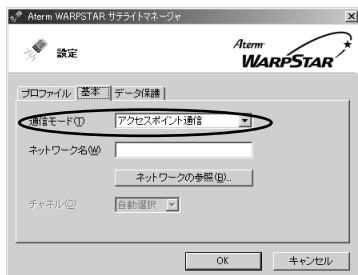 Aterm WARPSTAR サテライトマネージャ
設定
Aterm
WARPSTAR
プロファイル 基本 データ保護
通信モード(T) アクセスポイント通信
ネットワーク名(W)
ネットワークの参照(B)...
チャネル(C) 自動選択
OK キャンセル